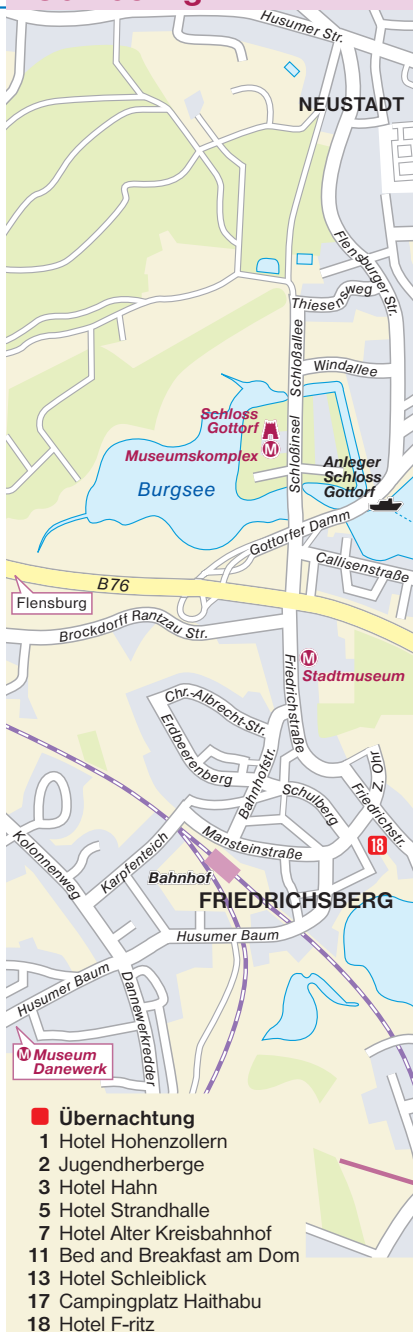 Husumer Str.
NEUSTADT
Flensburger Str.
Thiesensweg
Schloßallee
Windallee
Schloss
Gottorf
Museumskomplex M
Schloßinsel
Anleger
Schloss
Gottorf
Burgsee
Gottorfer Damm
Callisenstraße
B76
Flensburg
Brockdorff Rantzau Str.
M
Stadtmuseum
Friedrichstraße
Chr.-Albrecht-Str.
Erdbeerenberg
Bahnhofstr.
Schulberg
Z. Öhr
Friedrichstr.
18
Mansteinstraße
Karpfenteich
Kolonnenweg
Bahnhof
FRIEDRICHSBERG
Husumer Baum
Husumer Baum
Dannewerkredder
M Museum
Danewerk
Übernachtung
1 Hotel Hohenzollern
2 Jugendherberge
3 Hotel Hahn
5 Hotel Strandhalle
7 Hotel Alter Kreisbahnhof
11 Bed and Breakfast am Dom
13 Hotel Schleiblick
17 Campingplatz Haithabu
18 Hotel F-ritz